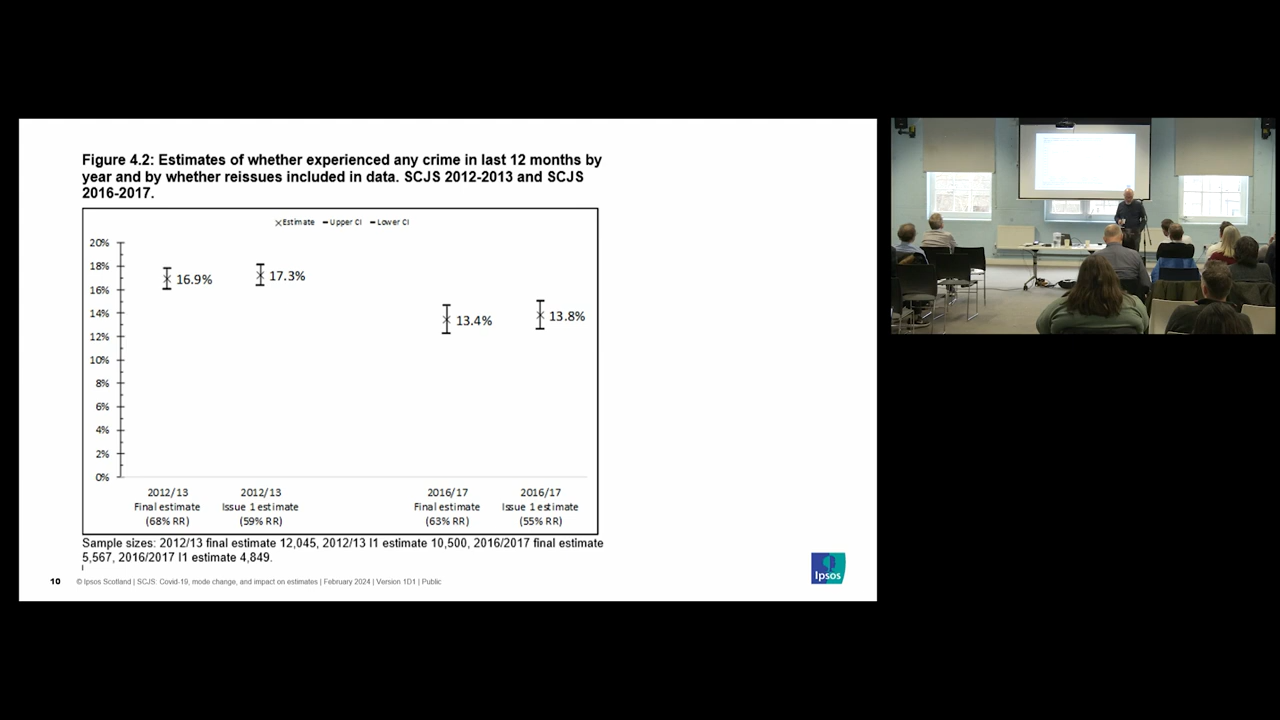 Figure 4.2: Estimates of whether experienced any crime in last 12 months by
year and by whether reissues included in data. SCJS 2012-2013 and SCJS
2016-2017.
Estimate Upper CI Lower CI
20%
18%
16%
14%
12%
10%
8%
6%
4%
2%
0%
16.9%
17.3%
13.4%
13.8%
2012/13
Final estimate
(68% RR)
2012/13
Issue 1 estimate
(59% RR)
2016/17
Final estimate
(63% RR)
2016/17
Issue 1 estimate
(55% RR)
Sample sizes: 2012/13 final estimate 12,045, 2012/13 I1 estimate 10,500, 2016/2017 final estimate
5,567, 2016/2017 I1 estimate 4,849.
10 © Ipsos Scotland | SCJS: Covid-19, mode change, and impact on estimates | February 2024 | Version 1D1 | Public
Ipsos